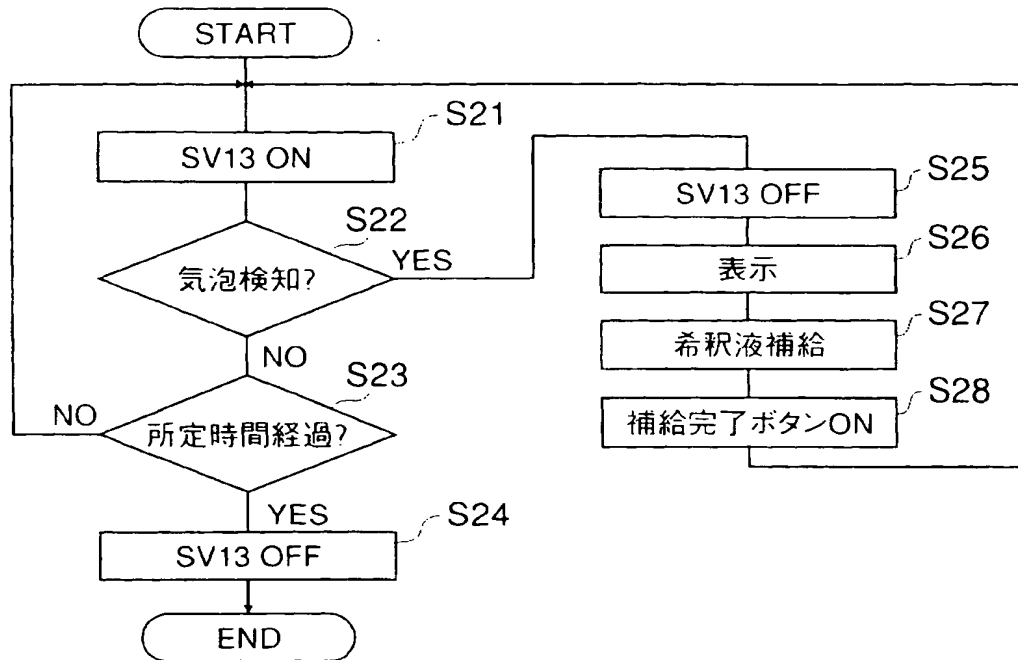 START
S21
SV13 ON
S22
気泡検知?
YES
NO
S23
NO
所定時間経過?
YES
S24
SV13 OFF
END
S25
SV13 OFF
S26
表示
S27
希釈液補給
S28
補給完了ボタンON